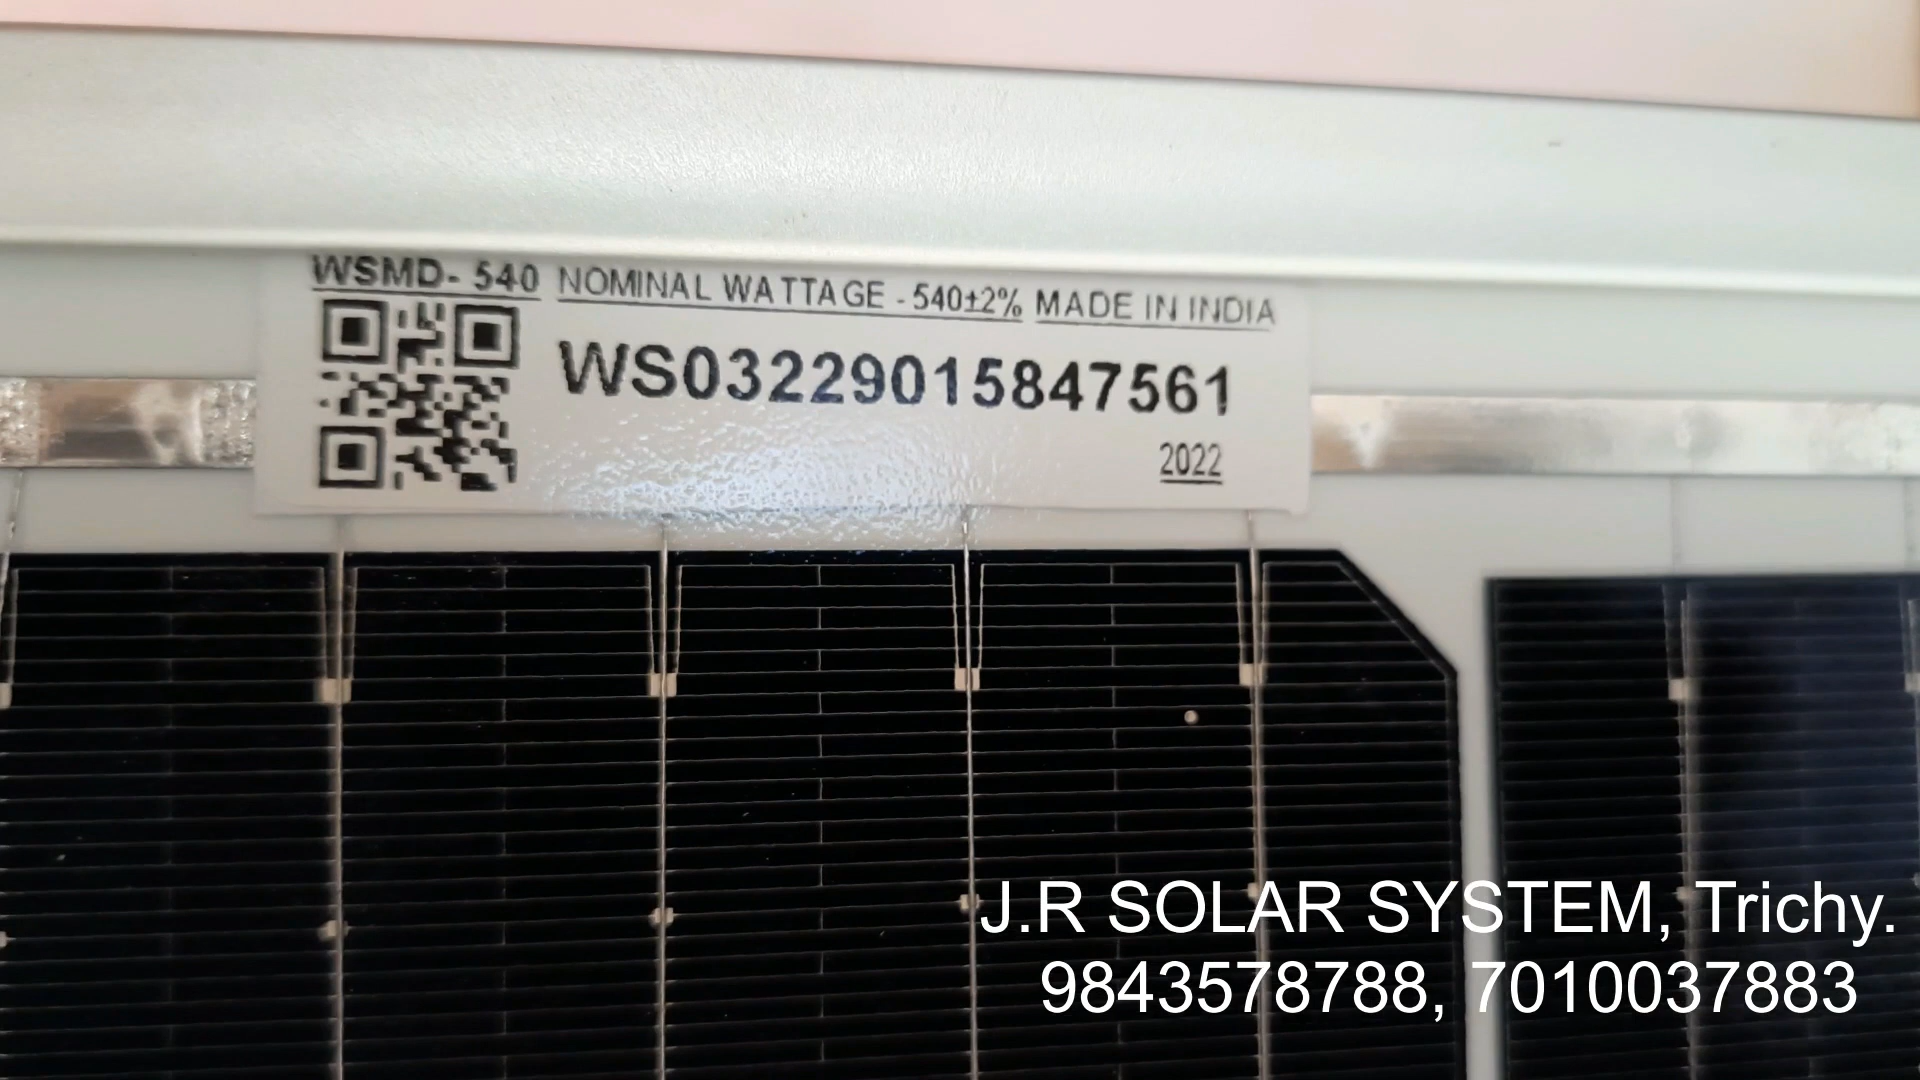 WSMD- 540 NOMINAL WATTAGE - 540±2% MADE IN INDIA
WS03229015847561
2022
J.R SOLAR SYSTEM, Trichy.
9843578788, 7010037883